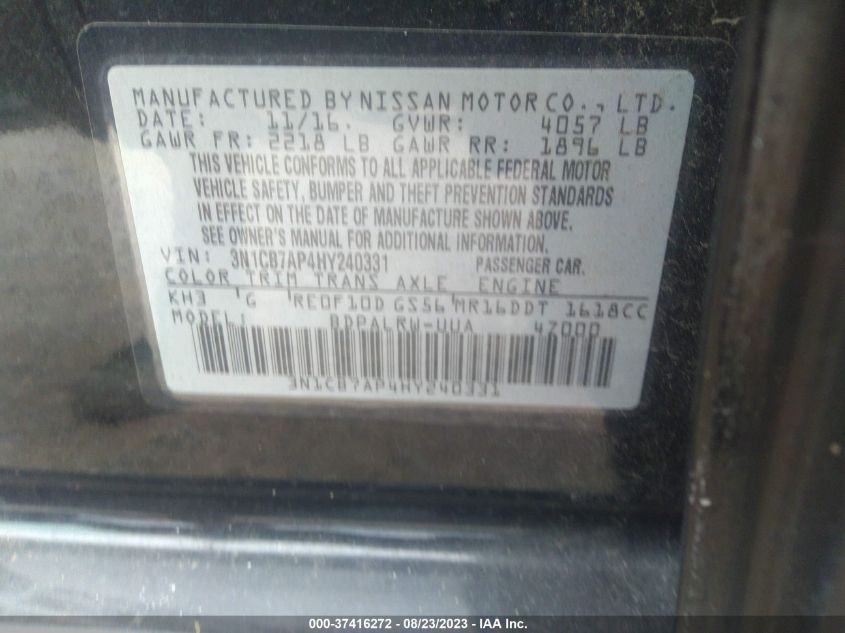 MANUFACTURED BY NISSAN MOTOR CO., LTD.
DATE: 11/16. GVWR: 4057 LB
GAWR FR: 2218 LB GAWR RR: 1896 LB
THIS VEHICLE CONFORMS TO ALL APPLICABLE FEDERAL MOTOR
VEHICLE SAFETY, BUMPER AND THEFT PREVENTION STANDARDS
IN EFFECT ON THE DATE OF MANUFACTURE SHOWN ABOVE.
SEE OWNER'S MANUAL FOR ADDITIONAL INFORMATION.
VIN: 3N1CB7AP4HY240331 PASSENGER CAR.
COLOR TRIM TRANS AXLE ENGINE
KH3 G RE0F10D GS56 MR16DDT 1618CC
MODEL: BDPALRW-UUA 4Z000
3N1CB7AP4HY240331
000-37416272 - 08/23/2023 - IAA Inc.